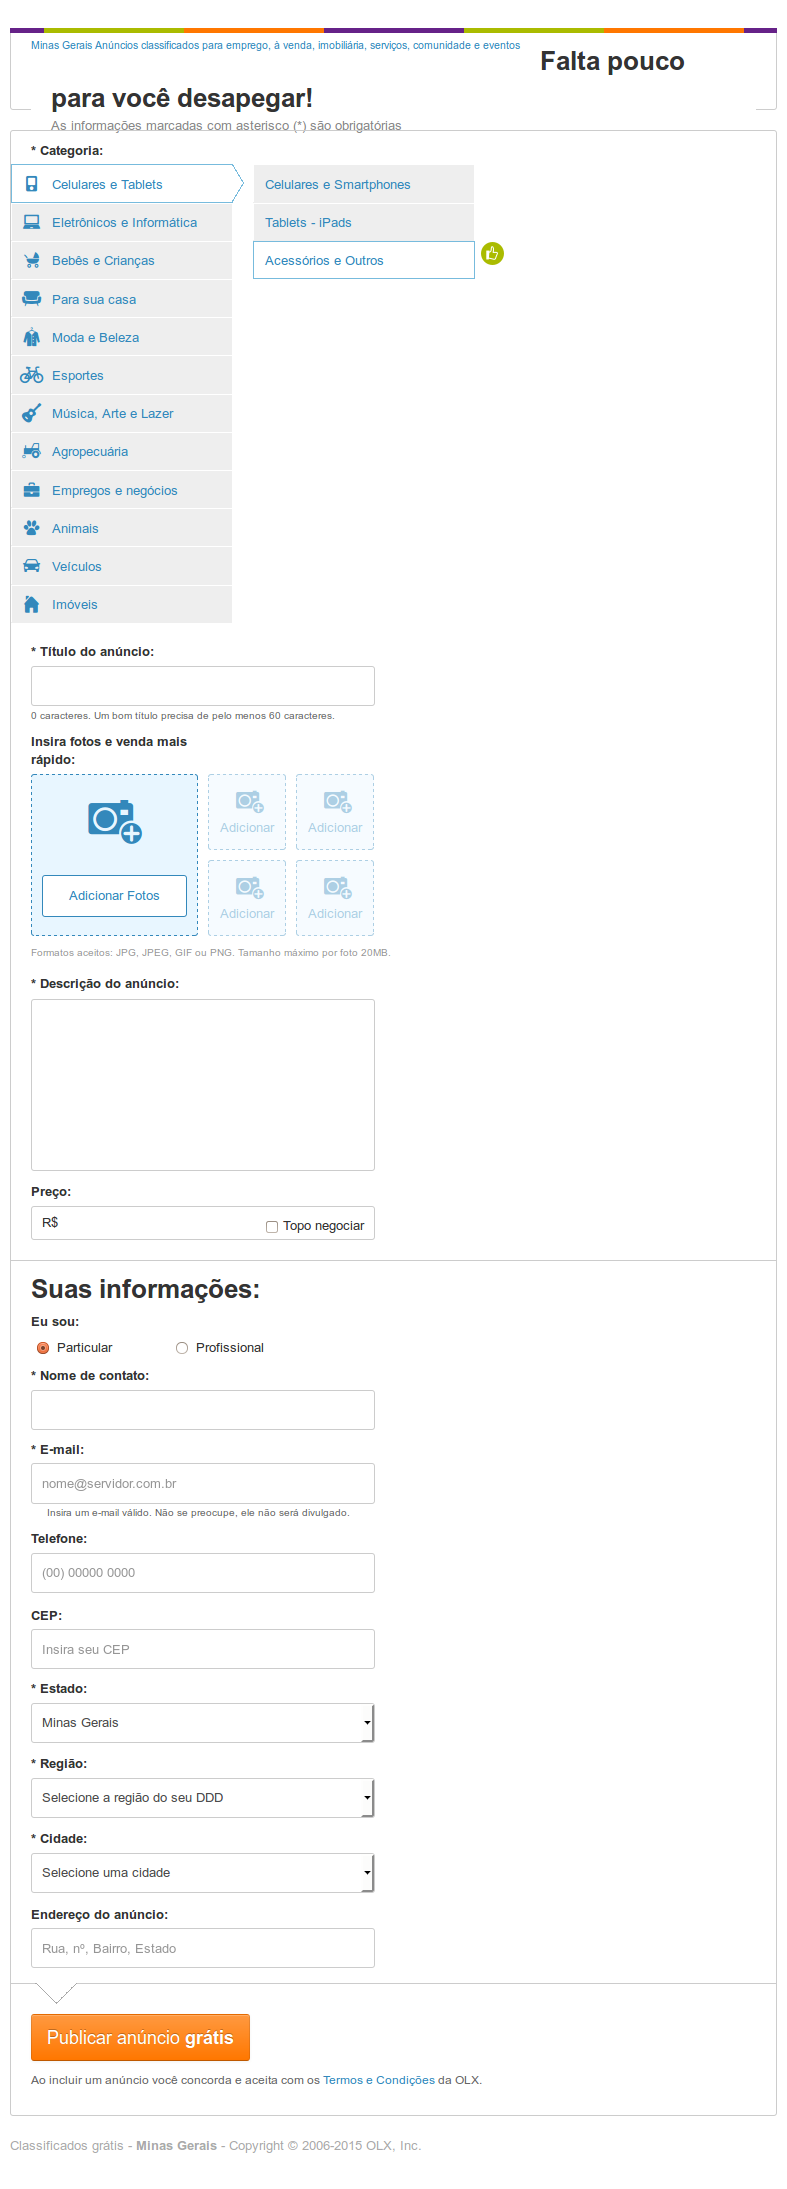 Minas Gerais Anúncios classificados para emprego, à venda, imobiliária, serviços, comunidade e eventos
Falta pouco
para você desapegar!
As informações marcadas com asterisco (*) são obrigatórias
* Categoria:
Celulares e Tablets
Eletrônicos e Informática
Bebês e Crianças
Para sua casa
Moda e Beleza
Esportes
Música, Arte e Lazer
Agropecuária
Empregos e negócios
Animais
Veículos
Imóveis
Celulares e Smartphones
Tablets - iPads
Acessórios e Outros
* Título do anúncio:
0 caracteres. Um bom título precisa de pelo menos 60 caracteres.
Insira fotos e venda mais
rápido:
Adicionar Fotos
Adicionar
Adicionar
Adicionar
Adicionar
Formatos aceitos: JPG, JPEG, GIF ou PNG. Tamanho máximo por foto 20MB.
* Descrição do anúncio:
Preço:
R$
Topo negociar
Suas informações:
Eu sou:
Particular
Profissional
* Nome de contato:
* E-mail:
nome@servidor.com.br
Insira um e-mail válido. Não se preocupe, ele não será divulgado.
Telefone:
(00) 00000 0000
CEP:
Insira seu CEP
* Estado:
Minas Gerais
* Região:
Selecione a região do seu DDD
* Cidade:
Selecione uma cidade
Endereço do anúncio:
Rua, nº, Bairro, Estado
Publicar anúncio grátis
Ao incluir um anúncio você concorda e aceita com os Termos e Condições da OLX.
Classificados grátis - Minas Gerais - Copyright © 2006-2015 OLX, Inc.